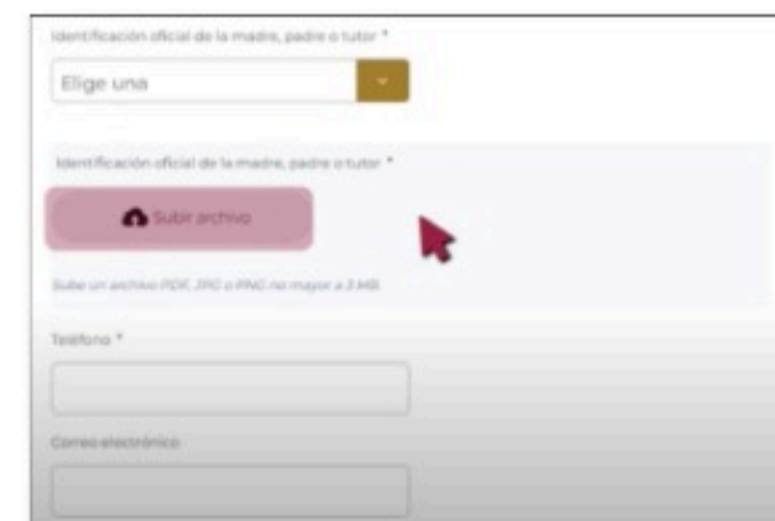 Identificación oficial de la madre, padre o tutor *
Elige una
Identificación oficial de la madre, padre o tutor *
Subir archivo
Sube un archivo PDF, JPG o PNG no mayor a 3 MB.
Teléfono *
Correo electrónico